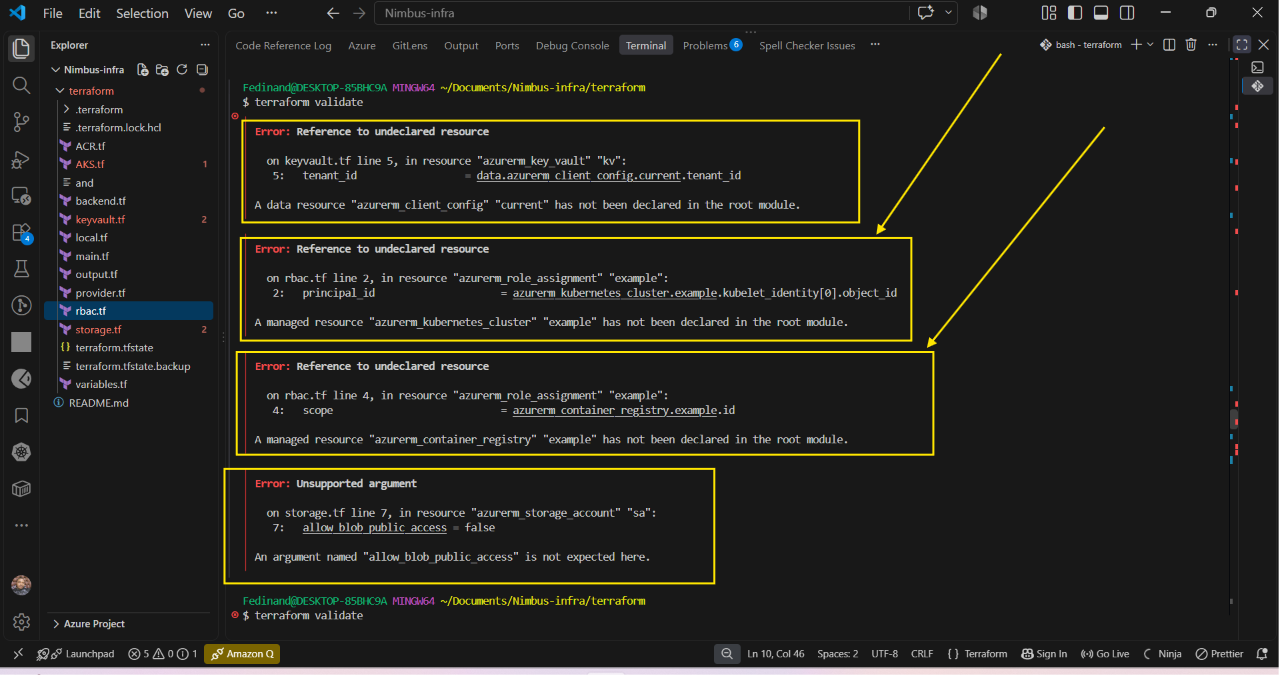 File Edit Selection View Go ···
Nimbus-infra
Explorer ···
Nimbus-infra
terraform
.terraform
.terraform.lock.hcl
ACR.tf
AKS.tf 1
and
backend.tf
keyvault.tf 2
local.tf
main.tf
output.tf
provider.tf
rbac.tf
storage.tf 2
terraform.tfstate
terraform.tfstate.backup
variables.tf
README.md
Azure Project
4
Code Reference Log Azure GitLens Output Ports Debug Console Terminal Problems 6 Spell Checker Issues ···
bash - terraform
Fedinand@DESKTOP-85BHC9A MINGW64 ~/Documents/Nimbus-infra/terraform
$ terraform validate
Error: Reference to undeclared resource
on keyvault.tf line 5, in resource "azurerm_key_vault" "kv":
5: tenant_id = data.azurerm_client_config.current.tenant_id
A data resource "azurerm_client_config" "current" has not been declared in the root module.
Error: Reference to undeclared resource
on rbac.tf line 2, in resource "azurerm_role_assignment" "example":
2: principal_id = azurerm_kubernetes_cluster.example.kubelet_identity[0].object_id
A managed resource "azurerm_kubernetes_cluster" "example" has not been declared in the root module.
Error: Reference to undeclared resource
on rbac.tf line 4, in resource "azurerm_role_assignment" "example":
4: scope = azurerm_container_registry.example.id
A managed resource "azurerm_container_registry" "example" has not been declared in the root module.
Error: Unsupported argument
on storage.tf line 7, in resource "azurerm_storage_account" "sa":
7: allow_blob_public_access = false
An argument named "allow_blob_public_access" is not expected here.
Fedinand@DESKTOP-85BHC9A MINGW64 ~/Documents/Nimbus-infra/terraform
$ terraform validate
Launchpad 5 0 1 Amazon Q Ln 10, Col 46 Spaces: 2 UTF-8 CRLF {} Terraform Sign In Go Live Ninja Prettier